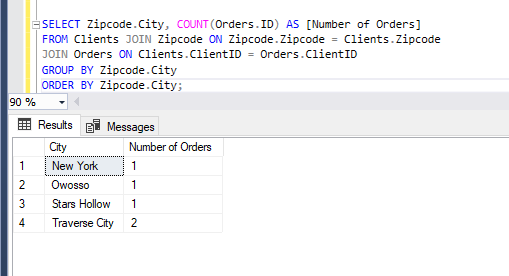 SELECT Zipcode.City, COUNT(Orders.ID) AS [Number of Orders]
FROM Clients JOIN Zipcode ON Zipcode.Zipcode = Clients.Zipcode
JOIN Orders ON Clients.ClientID = Orders.ClientID
GROUP BY Zipcode.City
ORDER BY Zipcode.City;
90 %
Results Messages
City Number of Orders
1 New York 1
2 Owosso 1
3 Stars Hollow 1
4 Traverse City 2